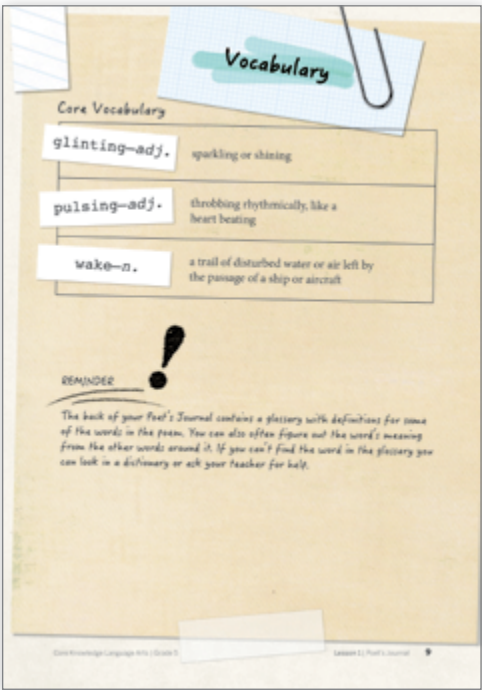 Vocabulary
Core Vocabulary
glinting—adj.
sparkling or shining
pulsing—adj.
throbbing rhythmically, like a
heart beating
wake—n.
a trail of disturbed water or air left by
the passage of a ship or aircraft
REMINDER
The back of your Poet's Journal contains a glossary with definitions for some
of the words in the poem. You can also often figure out the word's meaning
from the other words around it. If you can't find the word in the glossary you
can look in a dictionary or ask your teacher for help.
Core Knowledge Language Arts | Grade 5
Lesson 1 | Poet's Journal 9